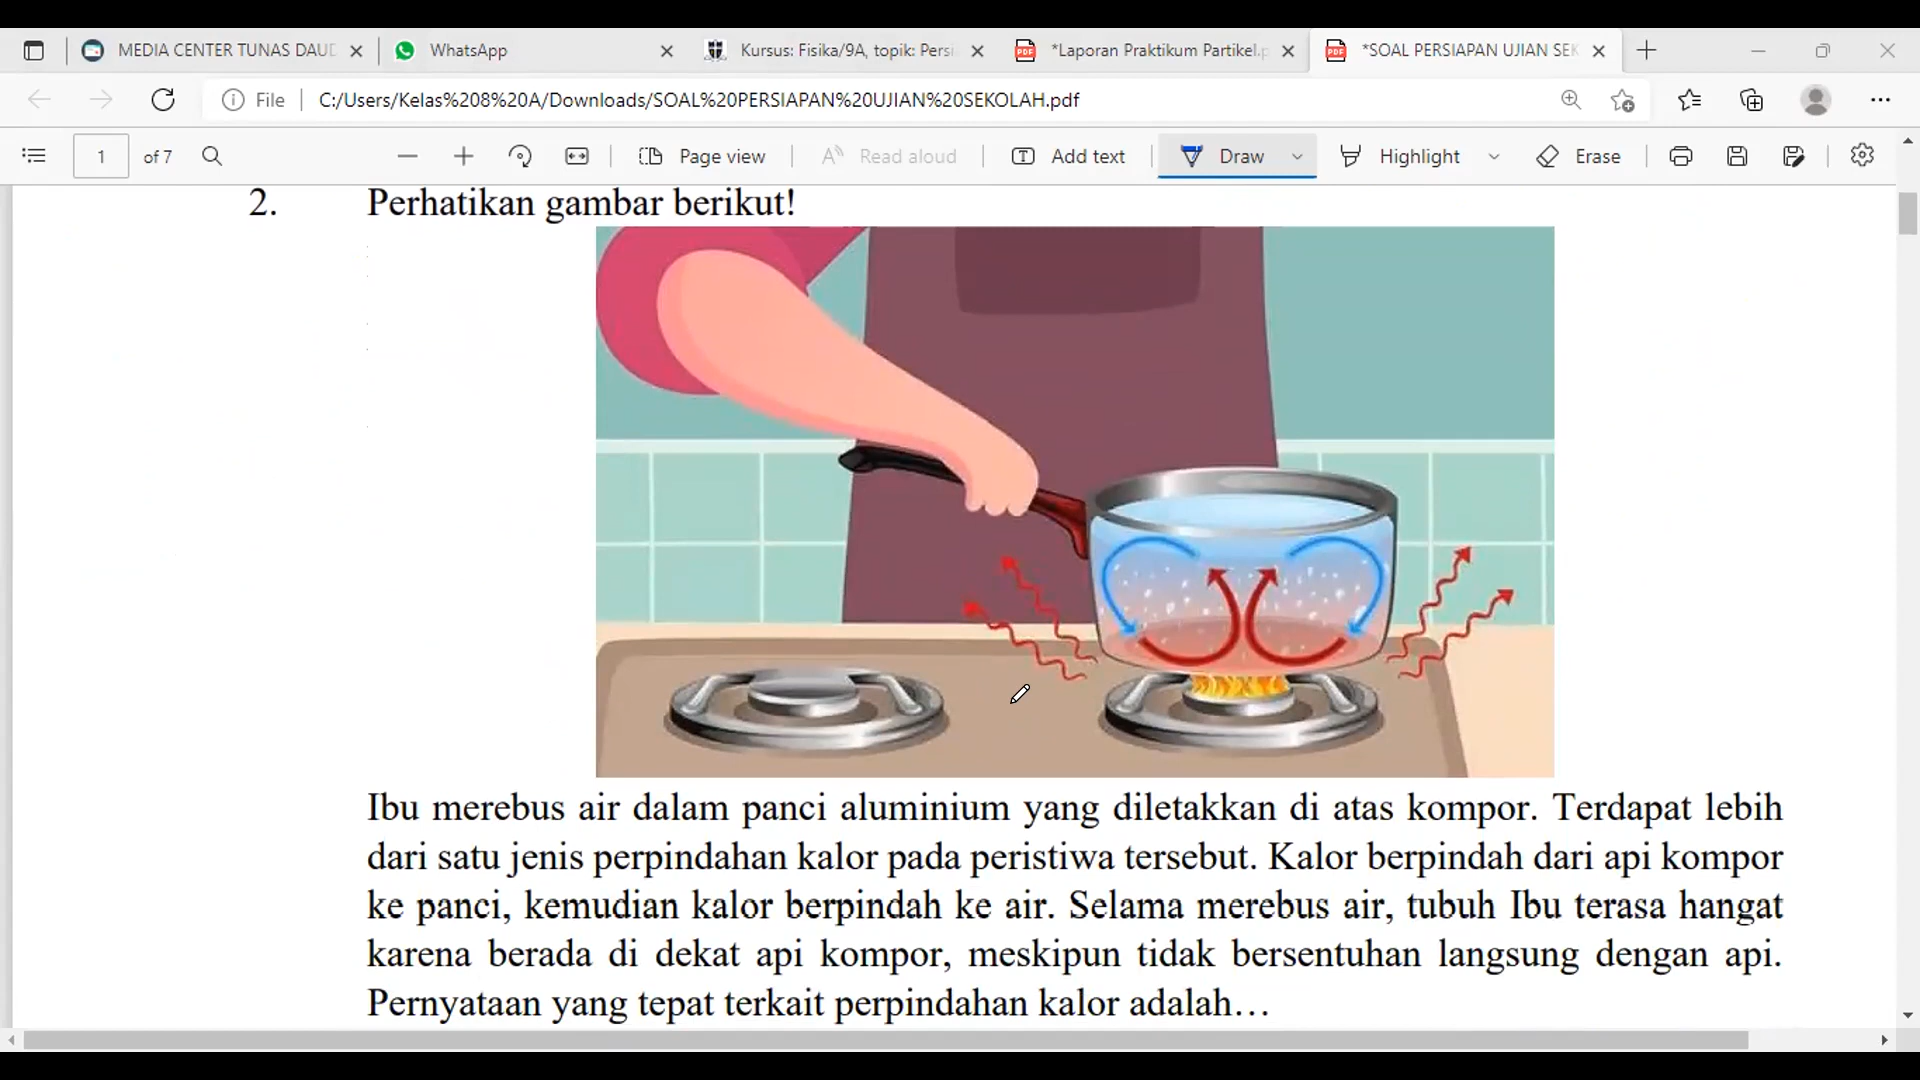 MEDIA CENTER TUNAS DAUD
WhatsApp
Kursus: Fisika/9A, topik: Persi
*Laporan Praktikum Partikel.p
*SOAL PERSIAPAN UJIAN SEK
File
C:/Users/Kelas%208%20A/Downloads/SOAL%20PERSIAPAN%20UJIAN%20SEKOLAH.pdf
1 of 7
Page view
Read aloud
Add text
Draw
Highlight
Erase
2. Perhatikan gambar berikut!
Ibu merebus air dalam panci aluminium yang diletakkan di atas kompor. Terdapat lebih
dari satu jenis perpindahan kalor pada peristiwa tersebut. Kalor berpindah dari api kompor
ke panci, kemudian kalor berpindah ke air. Selama merebus air, tubuh Ibu terasa hangat
karena berada di dekat api kompor, meskipun tidak bersentuhan langsung dengan api.
Pernyataan yang tepat terkait perpindahan kalor adalah…